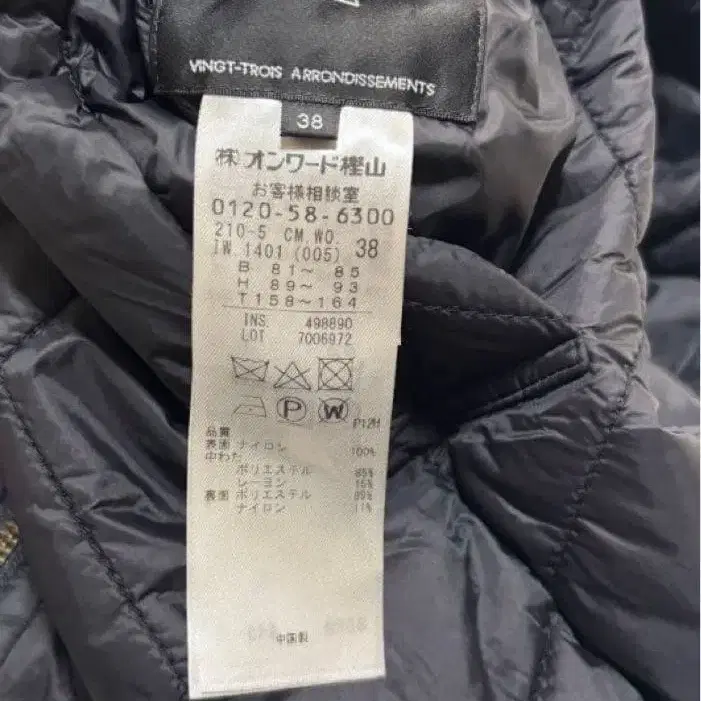 VINGT-TROIS ARRONDISSEMENTS
38
㈱オンワード樫山
お客様相談室
0120-58-6300
210-5 CM.WO.
IW.1401 (005) 38
B 81～ 85
H 89～ 93
T158～164
INS. 498890
LOT 7006972
P
W
P12H
品質
表面 ナイロン 100%
中わた
ポリエステル 85%
レーヨン 15%
裏面 ポリエステル 89%
ナイロン 11%
中国製